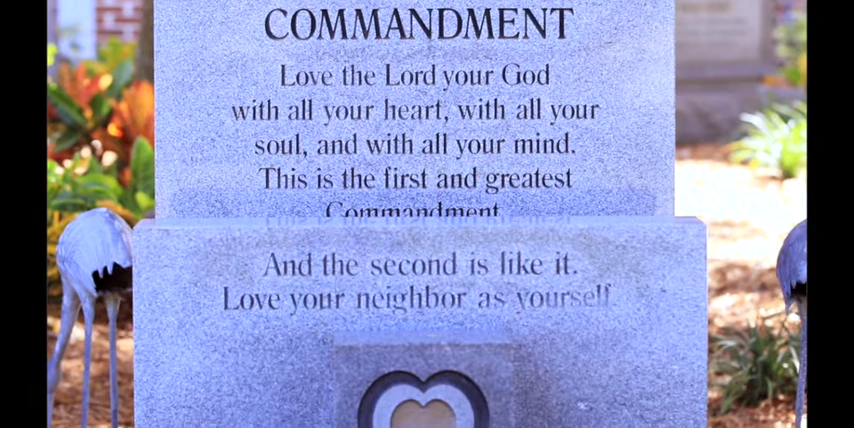 COMMANDMENT
Love the Lord your God
with all your heart, with all your
soul, and with all your mind.
This is the first and greatest
Commandment
And the second is like it.
Love your neighbor as yourself